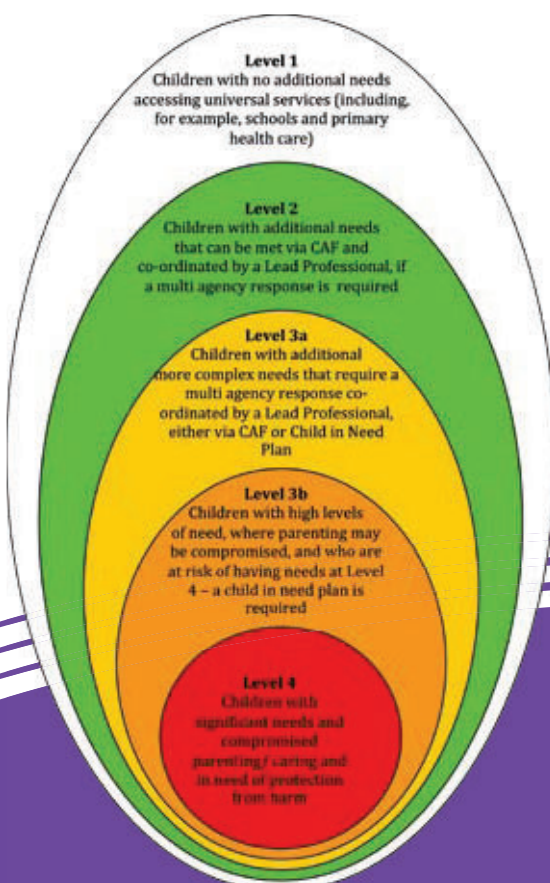 Level 1
Children with no additional needs
accessing universal services (including,
for example, schools and primary
health care)
Level 2
Children with additional needs
that can be met via CAF and
co-ordinated by a Lead Professional, if
a multi agency response is required
Level 3a
Children with additional
more complex needs that require a
multi agency response co-
ordinated by a Lead Professional,
either via CAF or Child in Need
Plan
Level 3b
Children with high levels
of need, where parenting may
be compromised, and who are
at risk of having needs at Level
4 – a child in need plan is
required
Level 4
Children with
significant needs and
compromised
parenting/ caring and
in need of protection
from harm